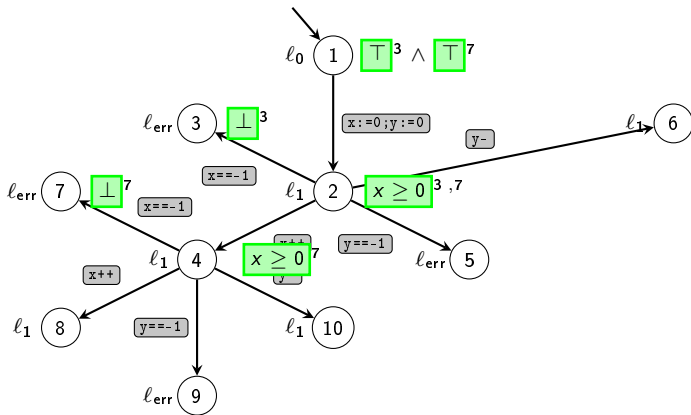 ℓ0 1 ⊤3 ∧ ⊤7
ℓerr 3 ⊥3
x:=0;y:=0
y-
ℓ1 6
x==-1
ℓerr 7 ⊥7
x==-1
ℓ1 2 x ≥ 0 3 ,7
x++
y==-1
ℓ1 4 x ≥ 0 7
ℓerr 5
x++
y-
ℓ1 8
y==-1
ℓ1 10
ℓerr 9